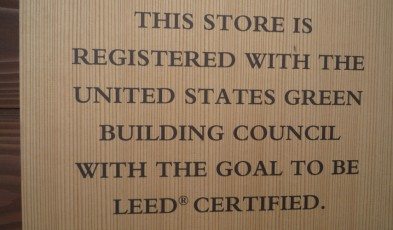 THIS STORE IS
REGISTERED WITH THE
UNITED STATES GREEN
BUILDING COUNCIL
WITH THE GOAL TO BE
LEED® CERTIFIED.